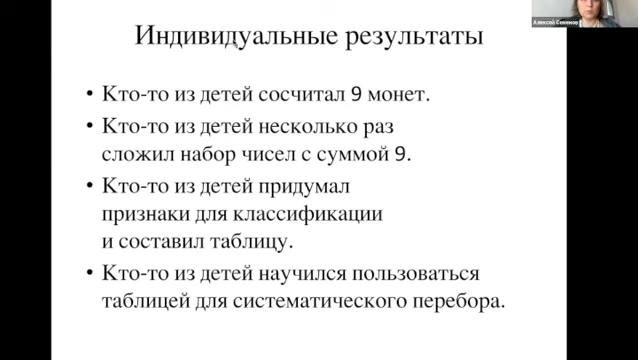 Алексей Семенов
Индивидуальные результаты
• Кто-то из детей сосчитал 9 монет.
• Кто-то из детей несколько раз
сложил набор чисел с суммой 9.
• Кто-то из детей придумал
признаки для классификации
и составил таблицу.
• Кто-то из детей научился пользоваться
таблицей для систематического перебора.